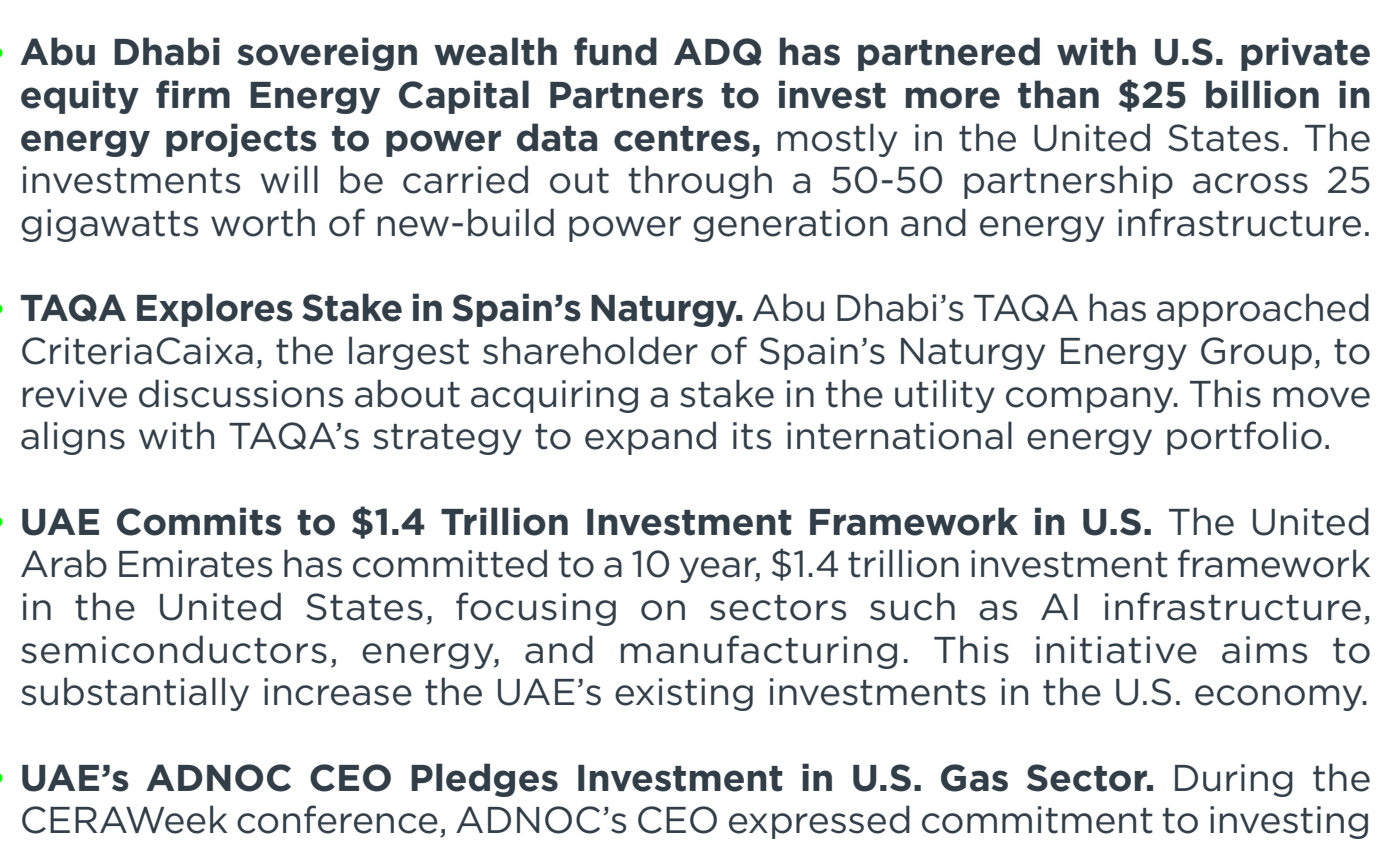 • Abu Dhabi sovereign wealth fund ADQ has partnered with U.S. private
equity firm Energy Capital Partners to invest more than $25 billion in
energy projects to power data centres, mostly in the United States. The
investments will be carried out through a 50-50 partnership across 25
gigawatts worth of new-build power generation and energy infrastructure.
• TAQA Explores Stake in Spain’s Naturgy. Abu Dhabi’s TAQA has approached
CriteriaCaixa, the largest shareholder of Spain’s Naturgy Energy Group, to
revive discussions about acquiring a stake in the utility company. This move
aligns with TAQA’s strategy to expand its international energy portfolio.
• UAE Commits to $1.4 Trillion Investment Framework in U.S. The United
Arab Emirates has committed to a 10 year, $1.4 trillion investment framework
in the United States, focusing on sectors such as AI infrastructure,
semiconductors, energy, and manufacturing. This initiative aims to
substantially increase the UAE’s existing investments in the U.S. economy.
• UAE’s ADNOC CEO Pledges Investment in U.S. Gas Sector. During the
CERAWeek conference, ADNOC’s CEO expressed commitment to investing